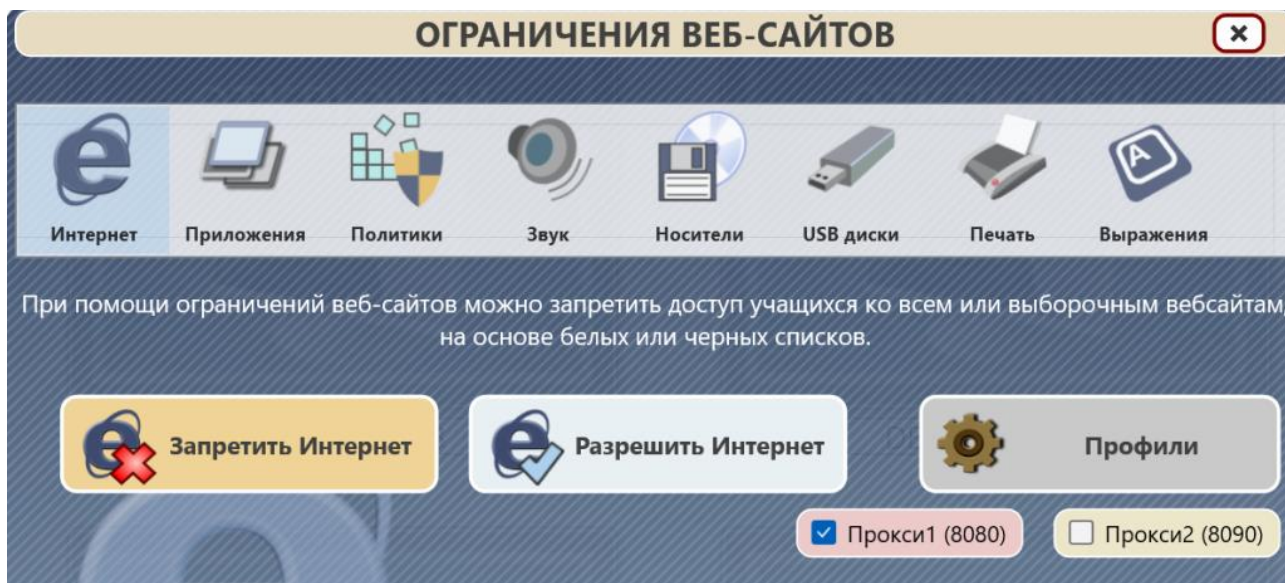 ОГРАНИЧЕНИЯ ВЕБ-САЙТОВ
Интернет Приложения Политики Звук Носители USB диски Печать Выражения
При помощи ограничений веб-сайтов можно запретить доступ учащихся ко всем или выборочным вебсайтам,
на основе белых или черных списков.
Запретить Интернет Разрешить Интернет Профили
Прокси1 (8080) Прокси2 (8090)